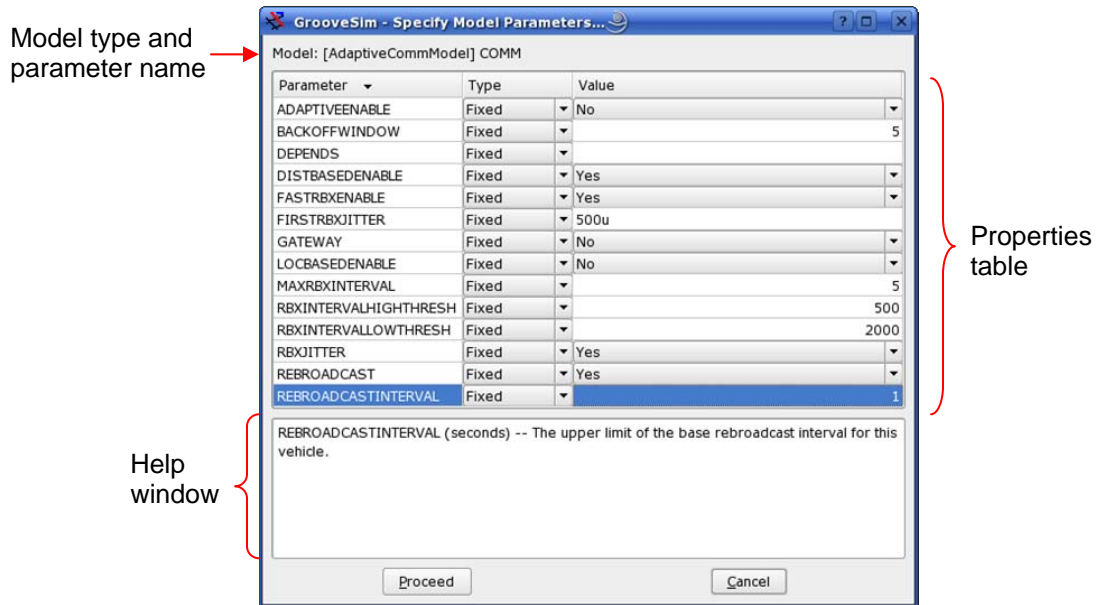 GrooveSim - Specify Model Parameters...
Model type and
parameter name
Model: [AdaptiveCommModel] COMM
Parameter Type Value
ADAPTIVEENABLE Fixed No
BACKOFFWINDOW Fixed 5
DEPENDS Fixed
DISTBASEDENABLE Fixed Yes
FASTRBXENABLE Fixed Yes
FIRSTRBXJITTER Fixed 500u
GATEWAY Fixed No
LOCBASEDENABLE Fixed No
MAXRBXINTERVAL Fixed 5
RBXINTERVALHIGHTHRESH Fixed 500
RBXINTERVALLOWTHRESH Fixed 2000
RBXJITTER Fixed Yes
REBROADCAST Fixed Yes
REBROADCASTINTERVAL Fixed 1
Properties
table
REBROADCASTINTERVAL (seconds) -- The upper limit of the base rebroadcast interval for this
vehicle.
Help
window
Proceed Cancel